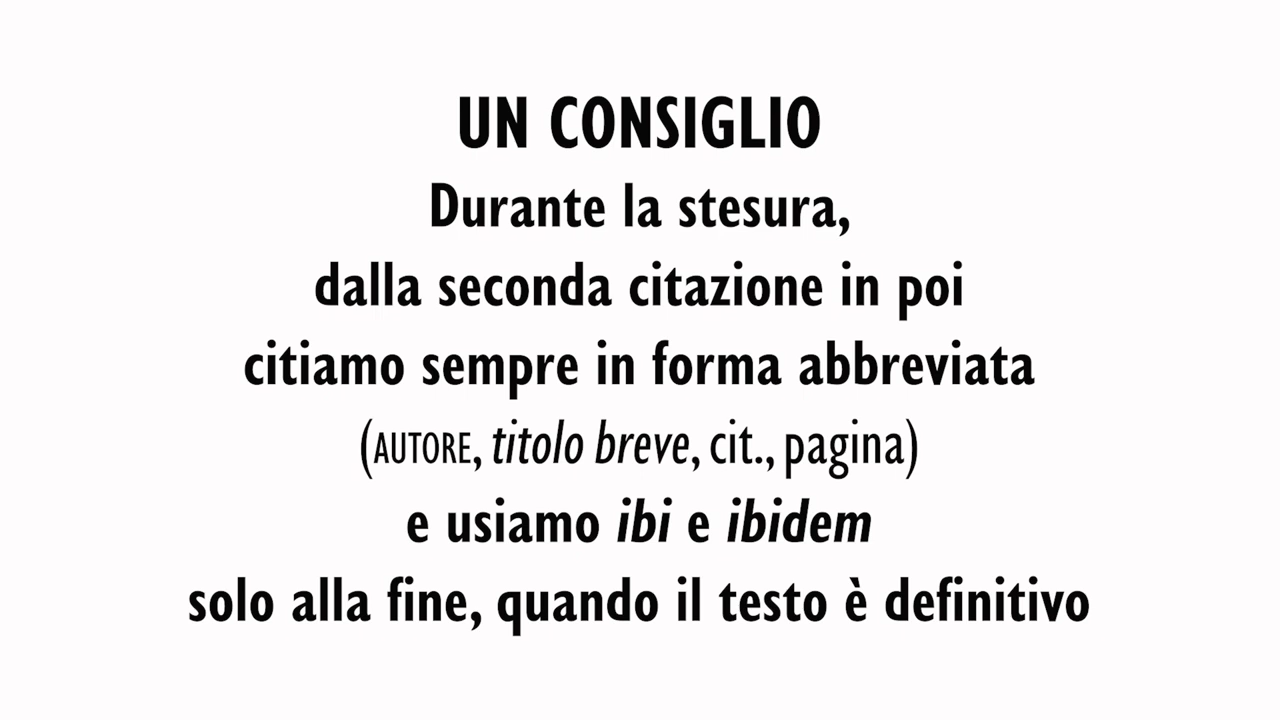 UN CONSIGLIO
Durante la stesura,
dalla seconda citazione in poi
citiamo sempre in forma abbreviata
(AUTORE, titolo breve, cit., pagina)
e usiamo ibi e ibidem
solo alla fine, quando il testo è definitivo